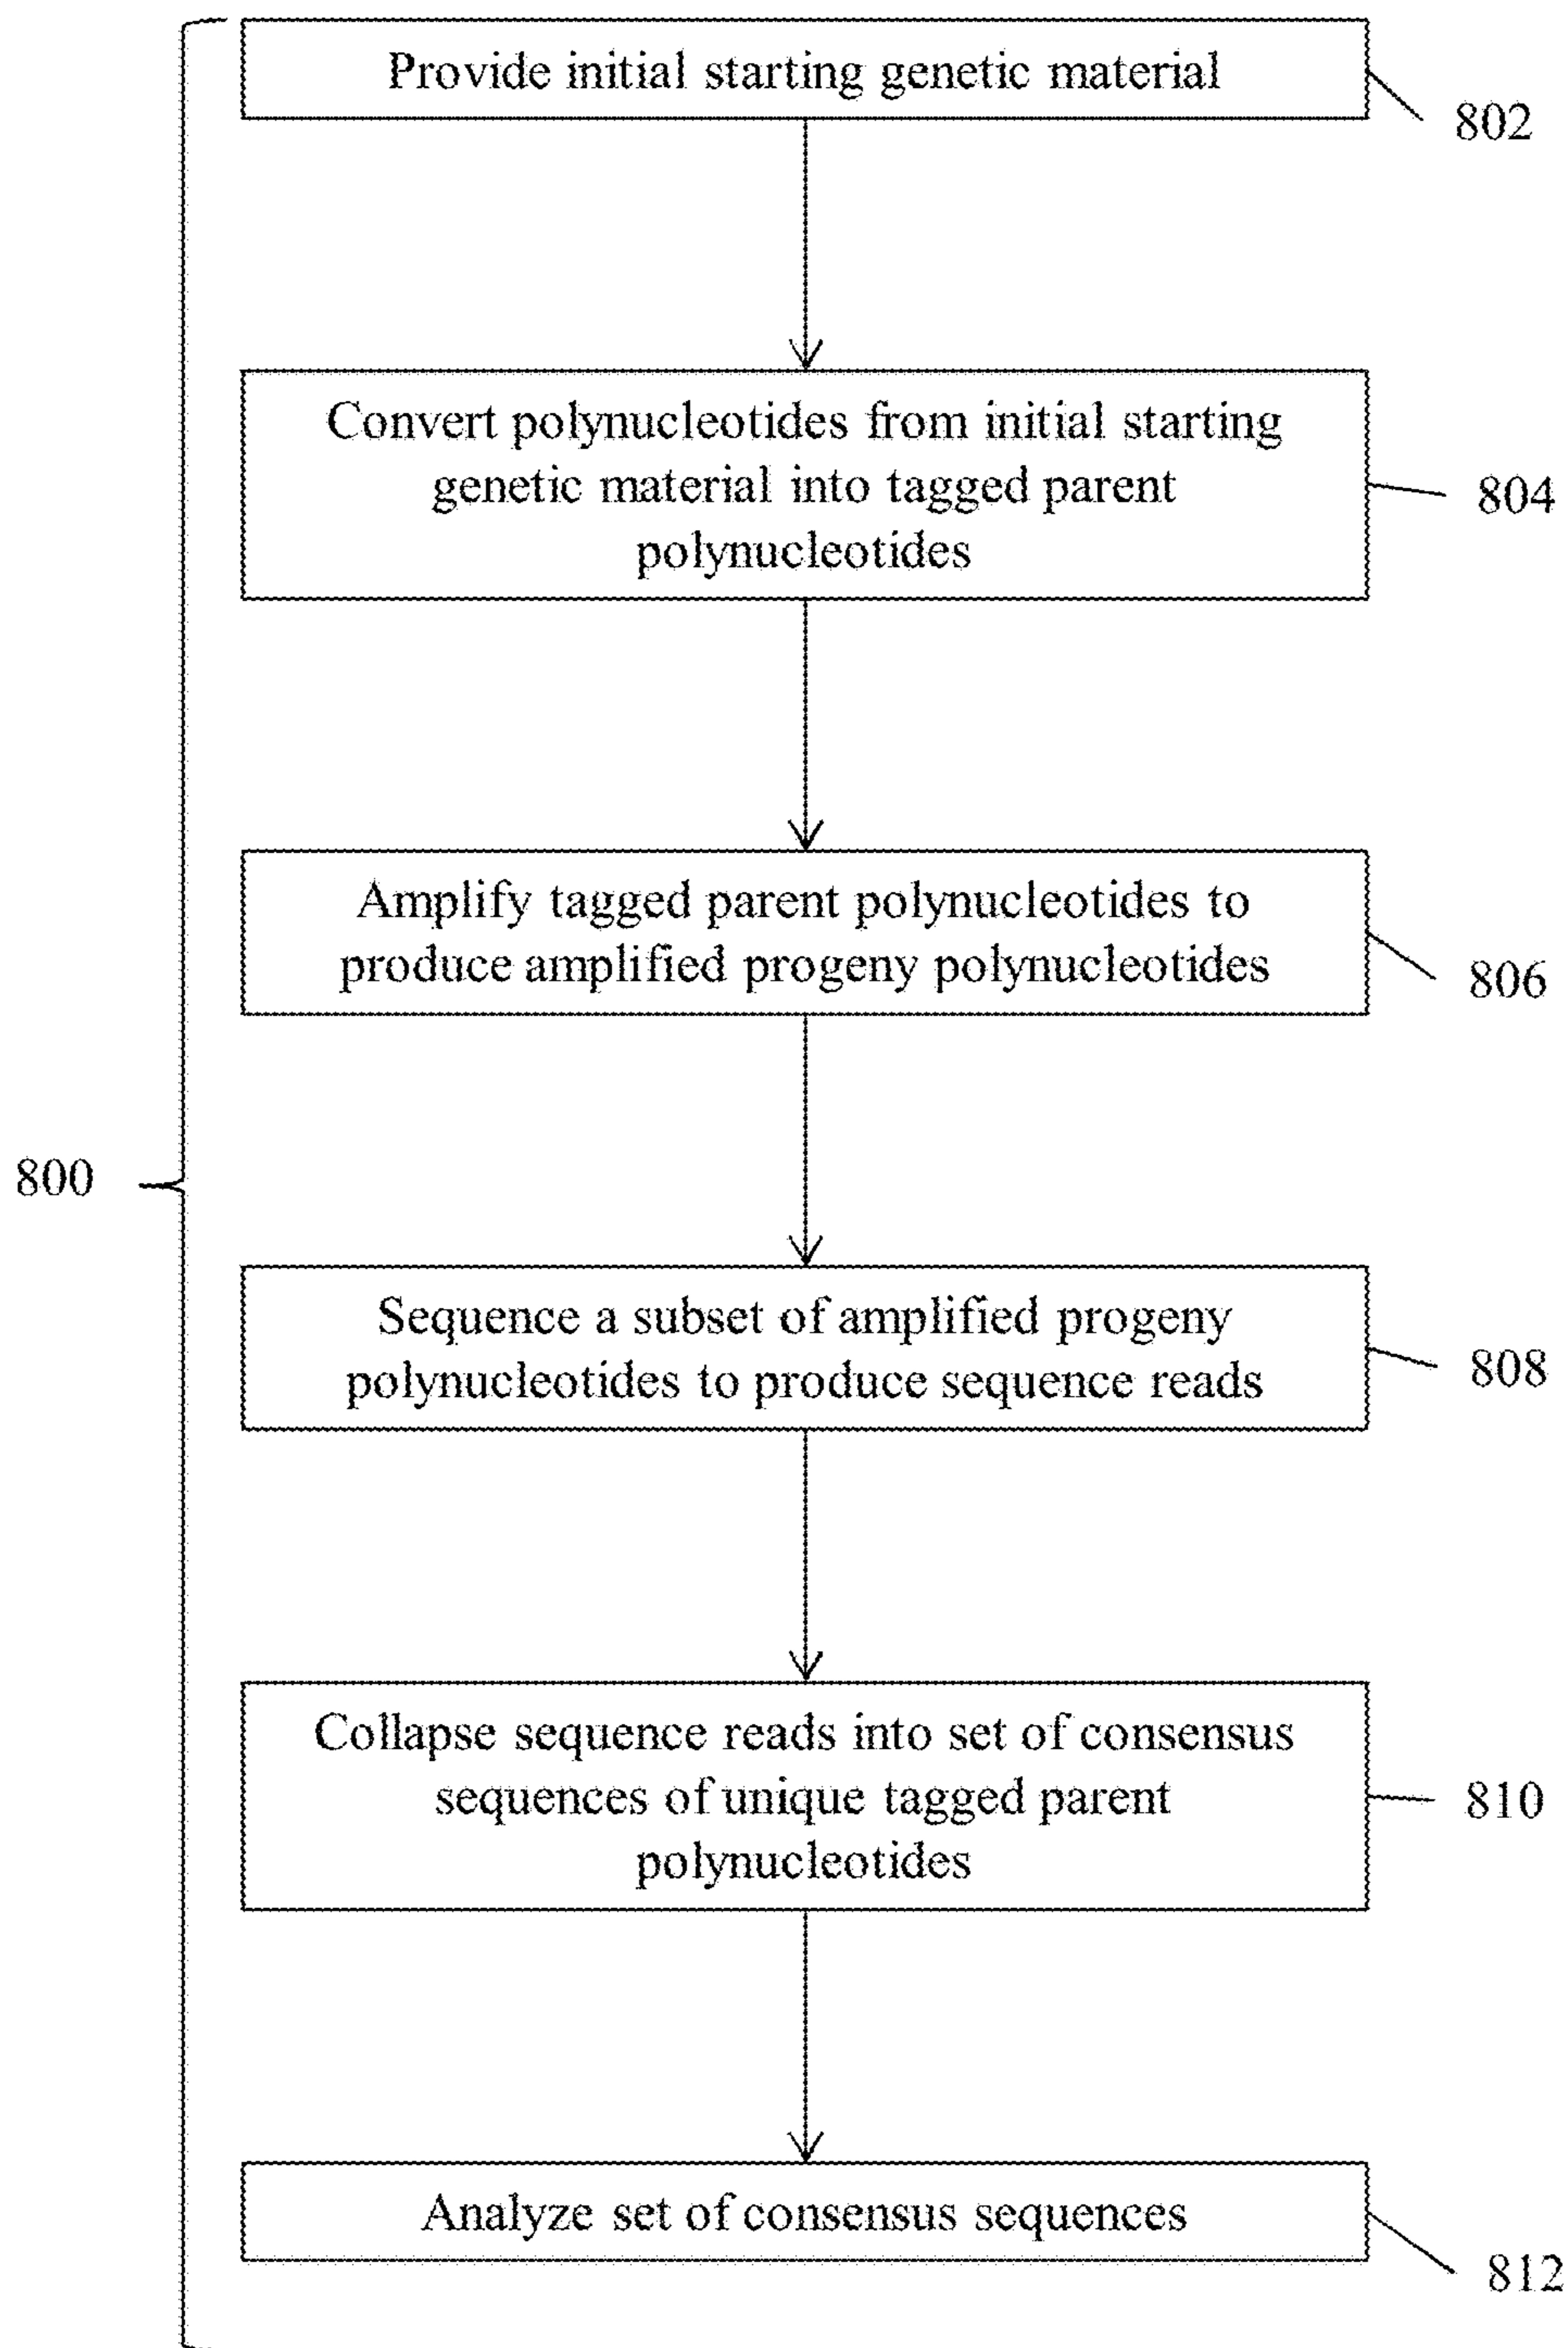 Provide initial starting genetic material
802
Convert polynucleotides from initial starting
genetic material into tagged parent
polynucleotides
804
Amplify tagged parent polynucleotides to
produce amplified progeny polynucleotides
806
800
Sequence a subset of amplified progeny
polynucleotides to produce sequence reads
808
Collapse sequence reads into set of consensus
sequences of unique tagged parent
polynucleotides
810
Analyze set of consensus sequences
812